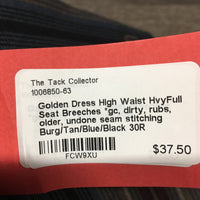 The Tack Collector
1006850-63
Golden Dress High Waist HvyFull
Seat Breeches *gc, dirty, rubs,
older, undone seam stitching
Burg/Tan/Blue/Black 30R
$37.50
FCW9XU